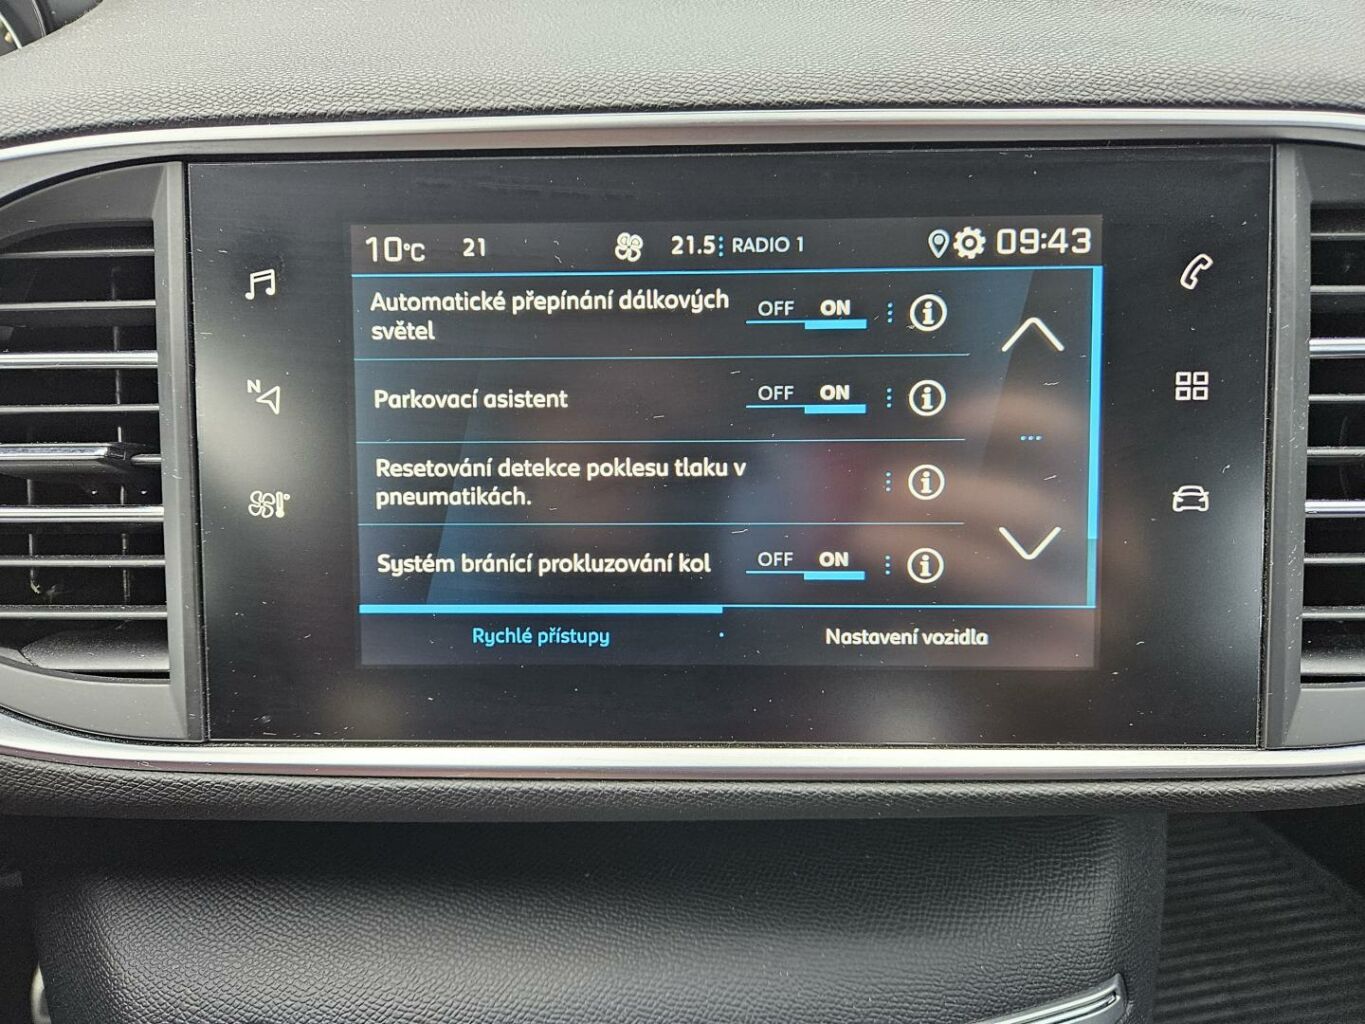 10°C 21 21.5 RADIO 1 09:43
Automatické přepínání dálkových
světel
OFF ON
Parkovací asistent
OFF ON
Resetování detekce poklesu tlaku v
pneumatikách.
Systém bránící prokluzování kol
OFF ON
Rychlé přístupy
Nastavení vozidla
N